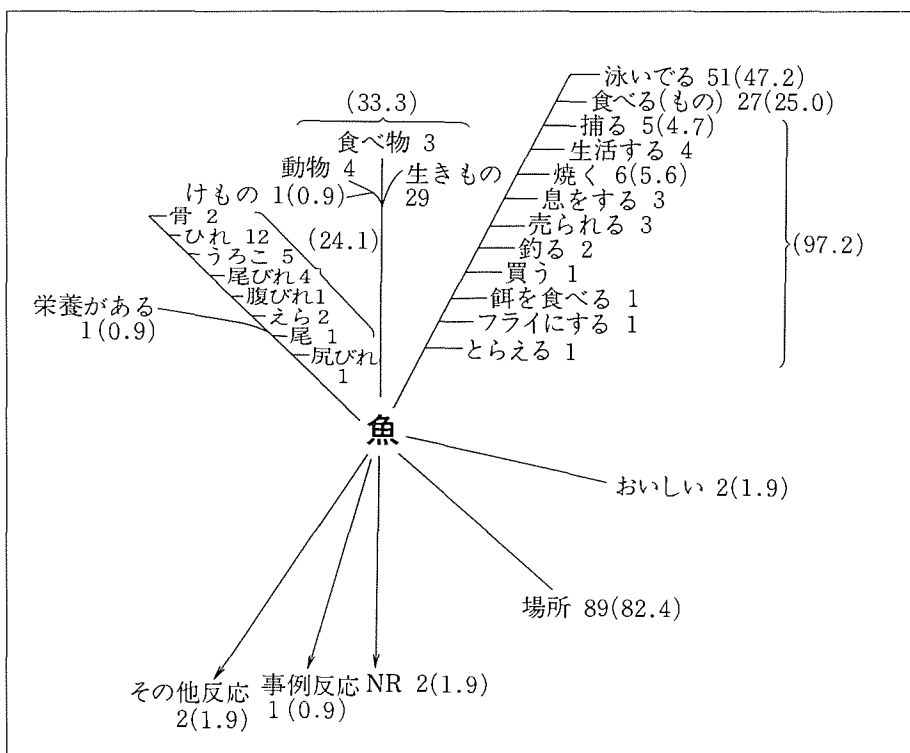 泳いでる 51(47.2)
食べる(もの) 27(25.0)
捕る 5(4.7)
生活する 4
焼く 6(5.6)
息をする 3
売られる 3
釣る 2
買う 1
餌を食べる 1
フライにする 1
とらえる 1
(97.2)
(33.3)
食べ物 3
動物 4
生きもの
29
けもの 1(0.9)
骨 2
ひれ 12
うろこ 5
尾びれ4
腹びれ1
えら2
尾 1
尻びれ
1
(24.1)
栄養がある
1(0.9)
魚
おいしい 2(1.9)
場所 89(82.4)
その他反応
2(1.9)
事例反応
1(0.9)
NR 2(1.9)